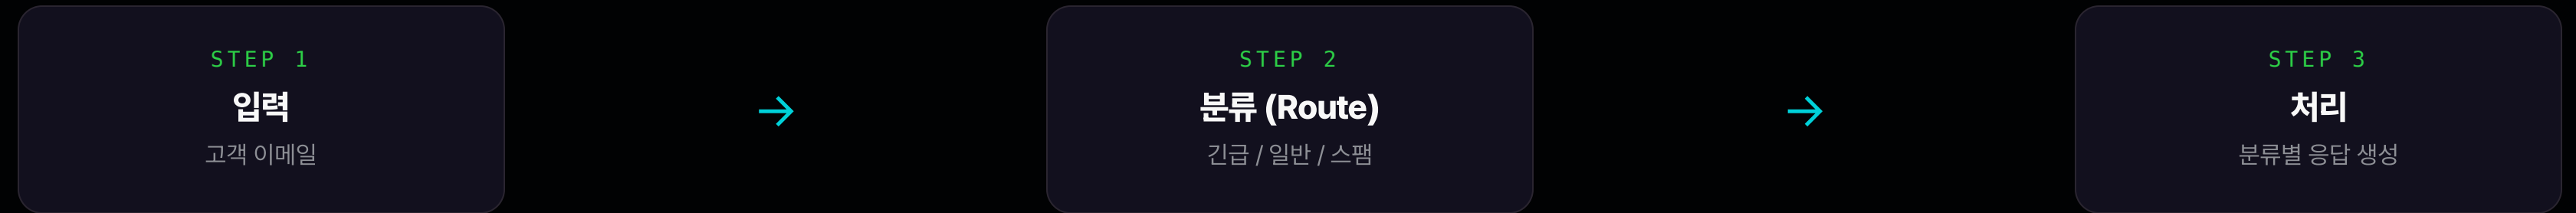 STEP 1
입력
고객 이메일
→
STEP 2
분류 (Route)
긴급 / 일반 / 스팸
→
STEP 3
처리
분류별 응답 생성